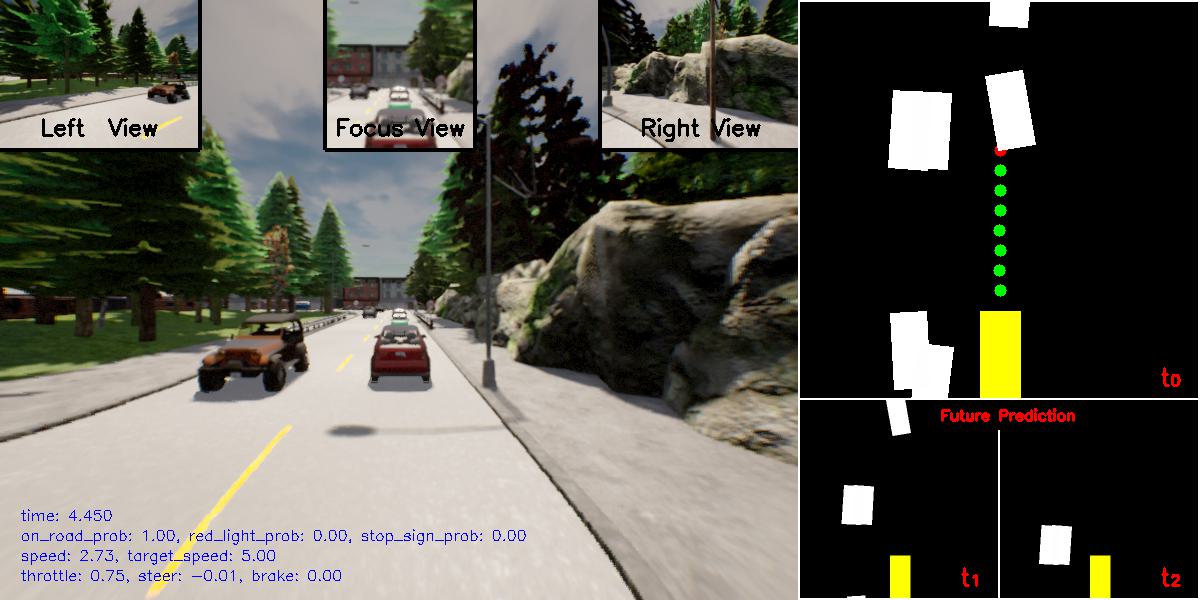 Left View
Focus View
Right View
time: 4.450
on_road_prob: 1.00, red_light_prob: 0.00, stop_sign_prob: 0.00
speed: 2.73, target_speed: 5.00
throttle: 0.75, steer: −0.01, brake: 0.00
t0
Future Prediction
t1
t2